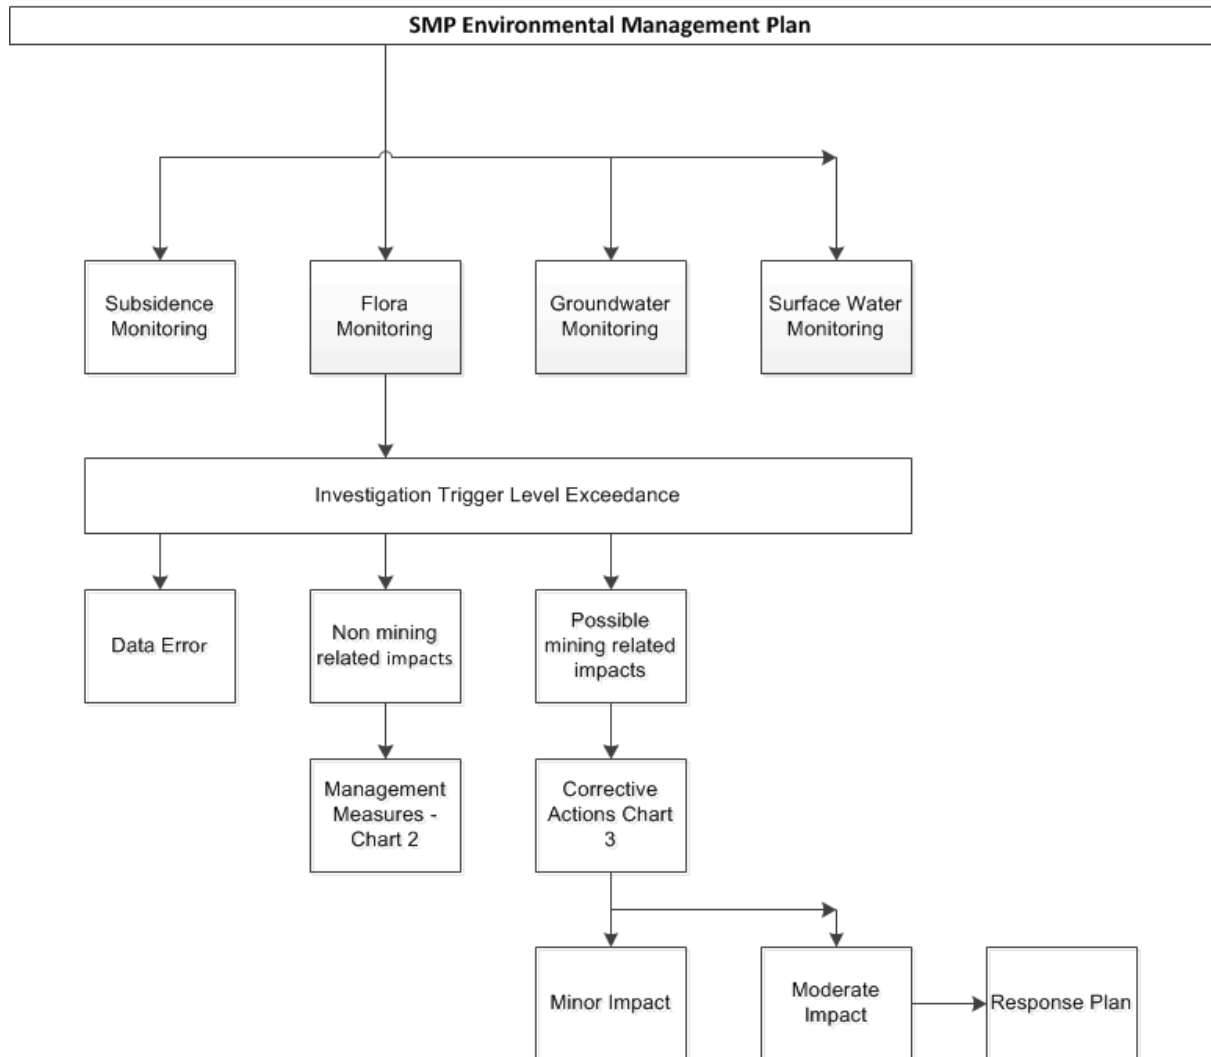 SMP Environmental Management Plan
Subsidence
Monitoring
Flora
Monitoring
Groundwater
Monitoring
Surface Water
Monitoring
Investigation Trigger Level Exceedance
Data Error
Non mining
related impacts
Possible
mining related
impacts
Management
Measures -
Chart 2
Corrective
Actions Chart
3
Minor Impact
Moderate
Impact
Response Plan